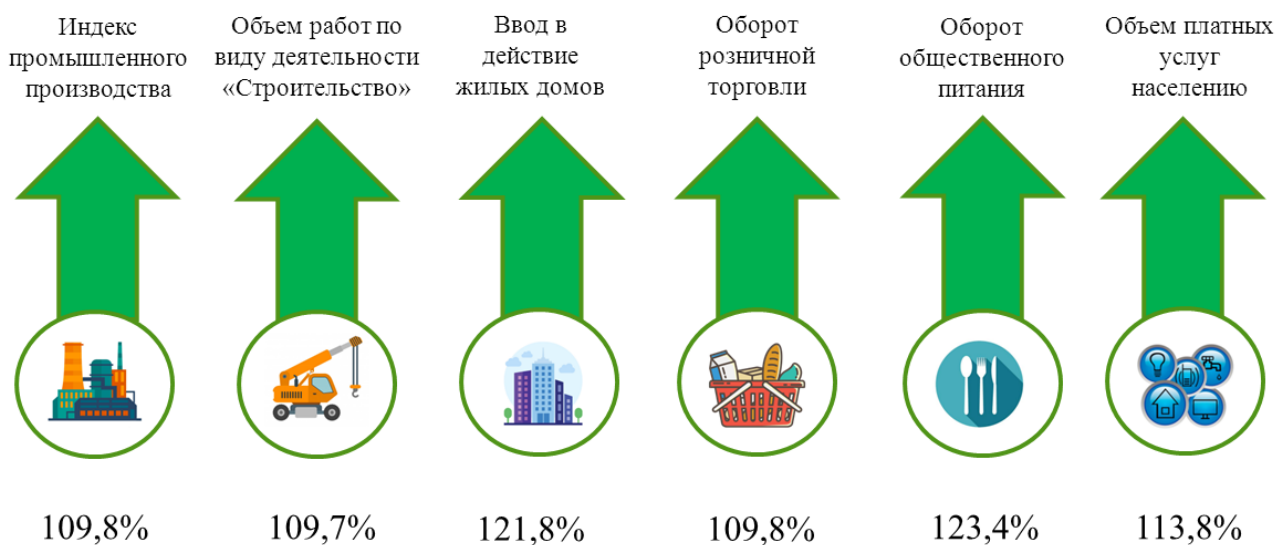 Индекс
промышленного
производства
Объем работ по
виду деятельности
«Строительство»
Ввод в
действие
жилых домов
Оборот
розничной
торговли
Оборот
общественного
питания
Объем платных
услуг
населению
109,8%
109,7%
121,8%
109,8%
123,4%
113,8%